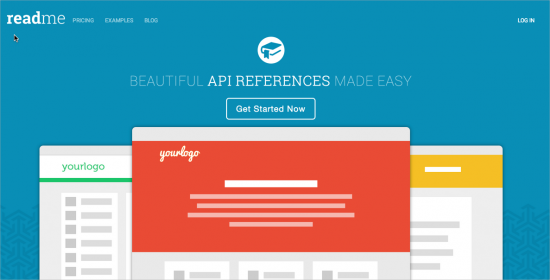 readme PRICING EXAMPLES BLOG LOG IN
BEAUTIFUL API REFERENCES MADE EASY
Get Started Now
yourlogo
yourlogo